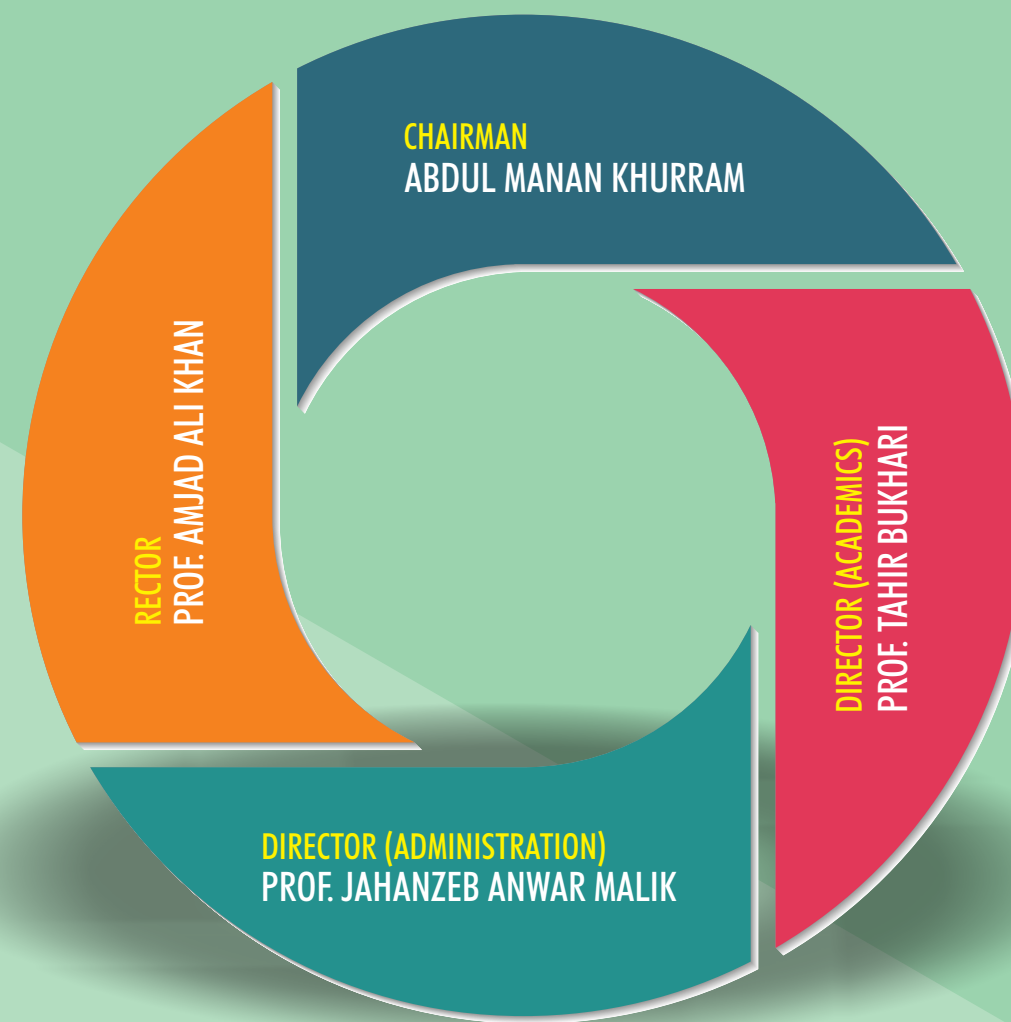 CHAIRMAN
ABDUL MANAN KHURRAM
RECTOR
PROF. AMJAD ALI KHAN
DIRECTOR (ACADEMICS)
PROF. TAHIR BUKHARI
DIRECTOR (ADMINISTRATION)
PROF. JAHANZEB ANWAR MALIK